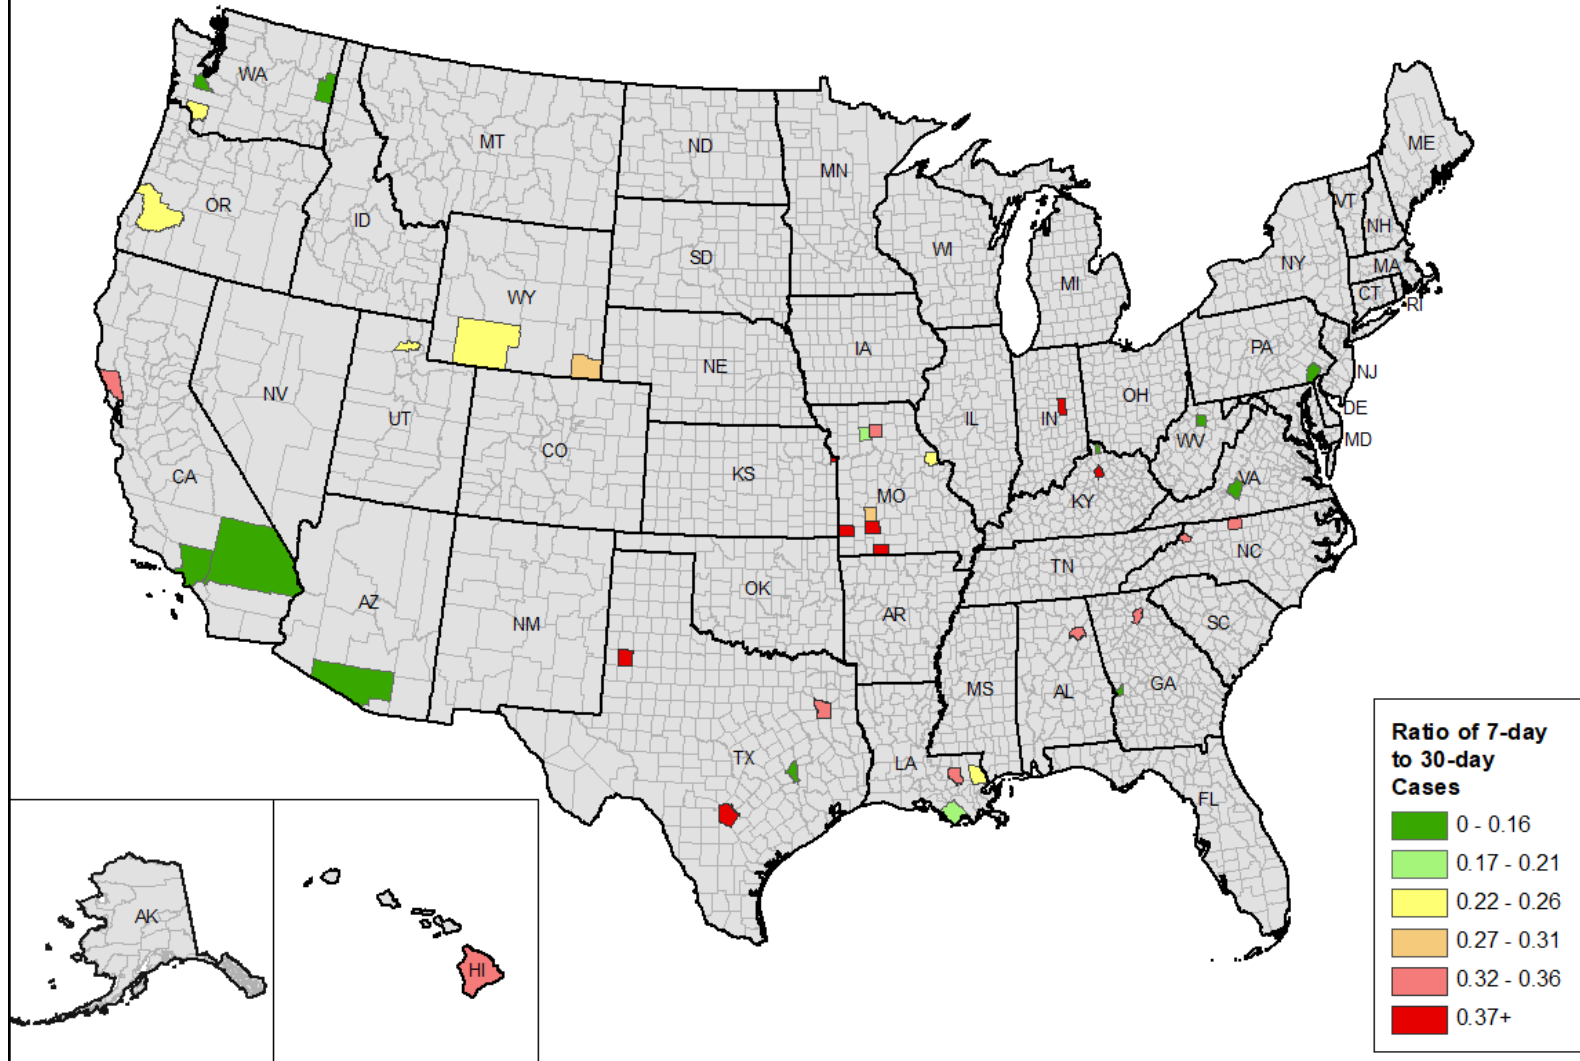 WA
MT
ND
MN
ME
OR
ID
SD
WI
MI
VT
NH
NY
MA
CT
RI
WY
IA
NE
PA
NJ
NV
UT
CO
IL
IN
OH
DE
MD
CA
KS
MO
WV
VA
KY
AZ
NM
OK
AR
TN
NC
SC
MS
AL
GA
TX
LA
FL
AK
HI
Ratio of 7-day
to 30-day
Cases
0 - 0.16
0.17 - 0.21
0.22 - 0.26
0.27 - 0.31
0.32 - 0.36
0.37+